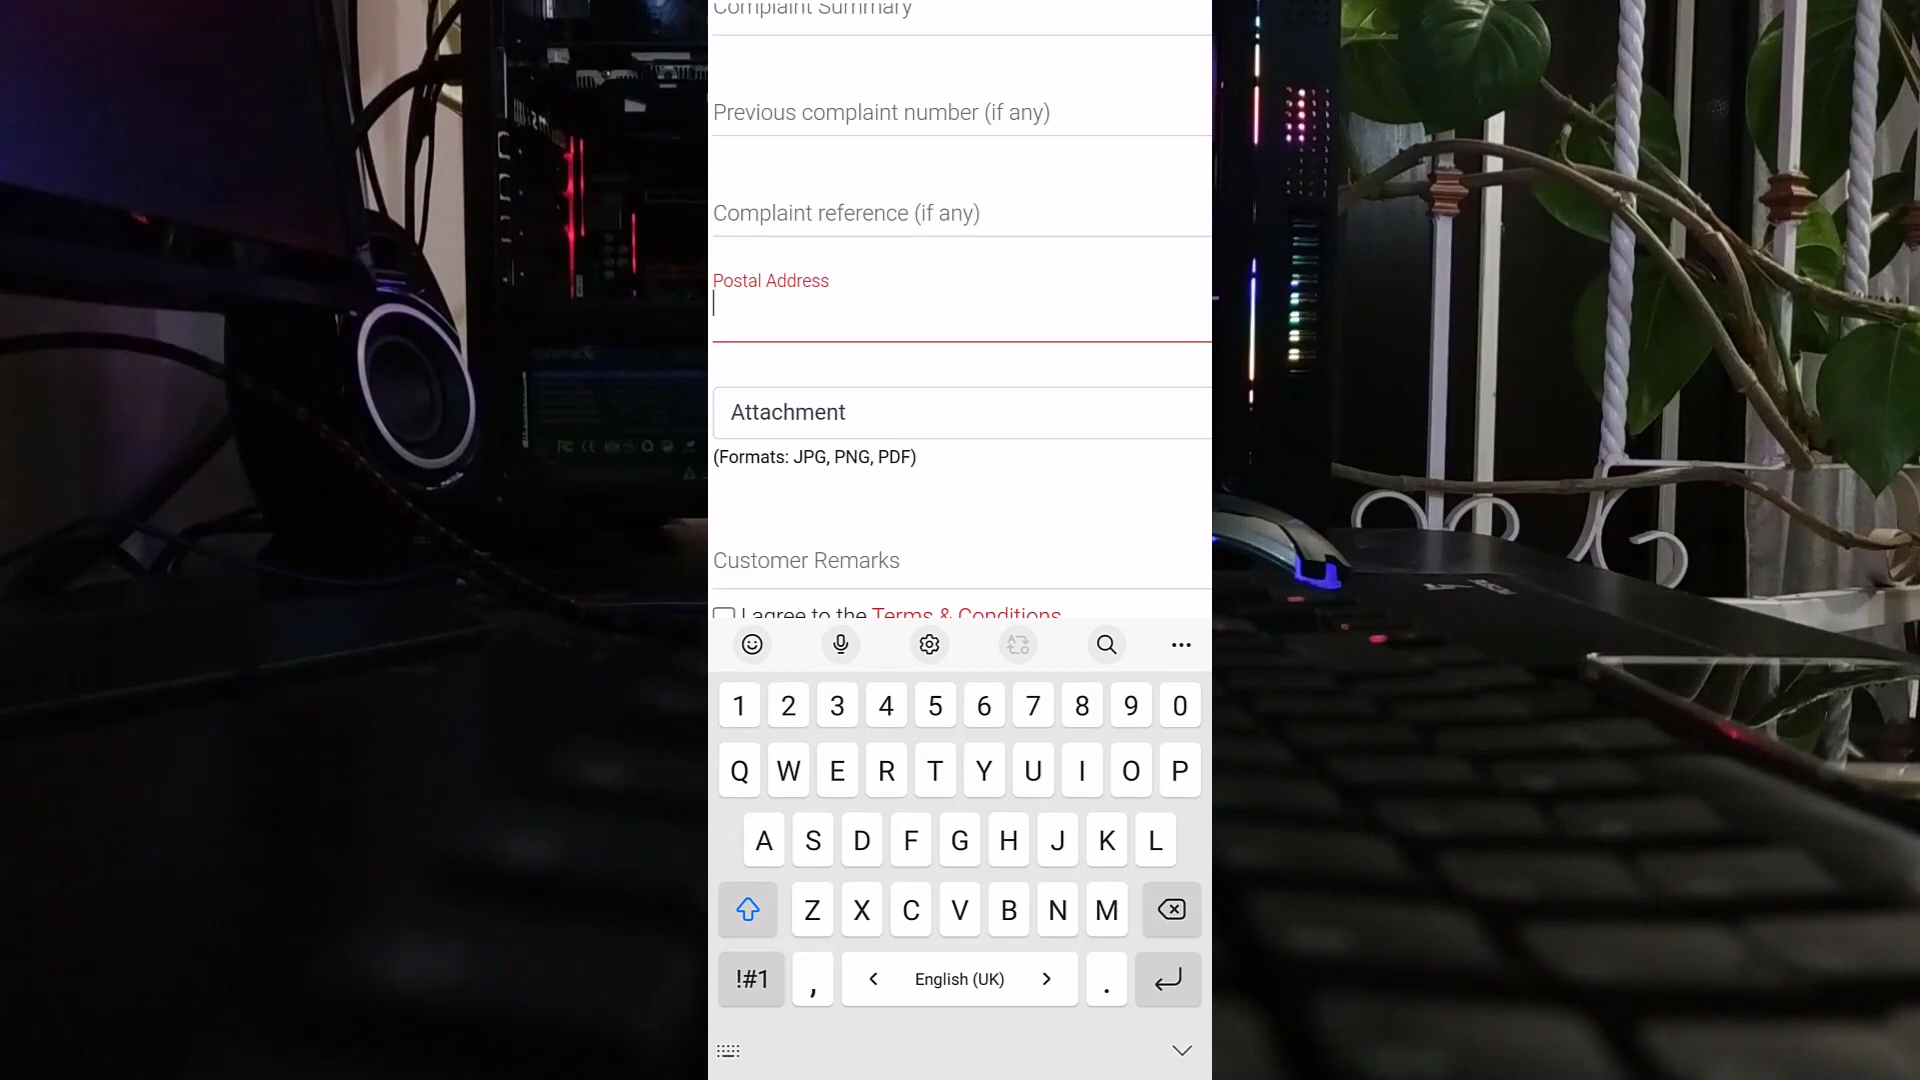 Complaint Summary
Previous complaint number (if any)
Complaint reference (if any)
Postal Address
Attachment
(Formats: JPG, PNG, PDF)
Customer Remarks
I agree to the Terms & Conditions
1 2 3 4 5 6 7 8 9 0
Q W E R T Y U I O P
A S D F G H J K L
Z X C V B N M
!#1 , < English (UK) > .